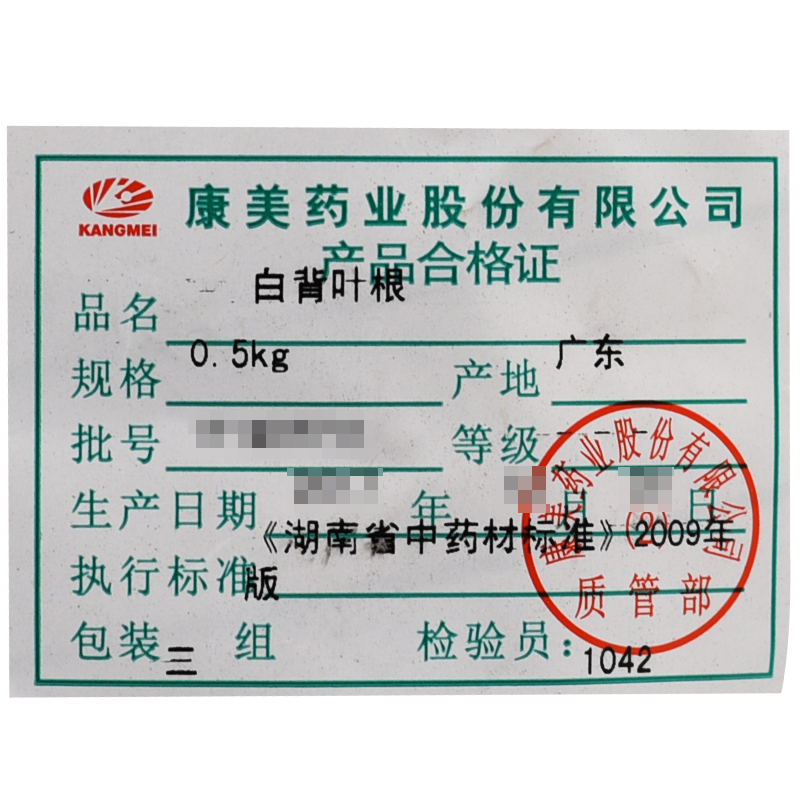 康美药业股份有限公司
KANGMEI
产品合格证
品名 白背叶根
规格 0.5kg 产地 广东
批号 等级
生产日期 年 月 日
执行标准 《湖南省中药材标准》2009年
版
包装 三 组 检验员：1042
康美药业股份有限公司
(2)
质管部